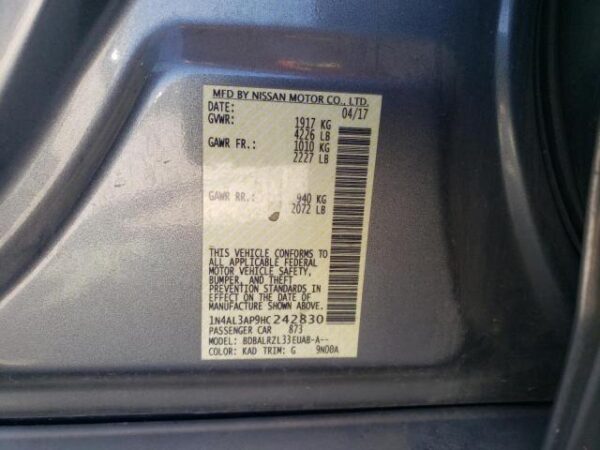 MFD BY NISSAN MOTOR CO., LTD.
DATE: 04/17
GVWR: 1917 KG
4226 LB
GAWR FR.: 1010 KG
2227 LB
GAWR RR.: 940 KG
2072 LB
THIS VEHICLE CONFORMS TO
ALL APPLICABLE FEDERAL
MOTOR VEHICLE SAFETY,
BUMPER, AND THEFT
PREVENTION STANDARDS IN
EFFECT ON THE DATE OF
MANUFACTURE SHOWN ABOVE.
1N4AL3AP9HC242830
PASSENGER CAR 873
MODEL: BDBALRZL33EUAB-A--
COLOR: KAD TRIM: G 9N00A